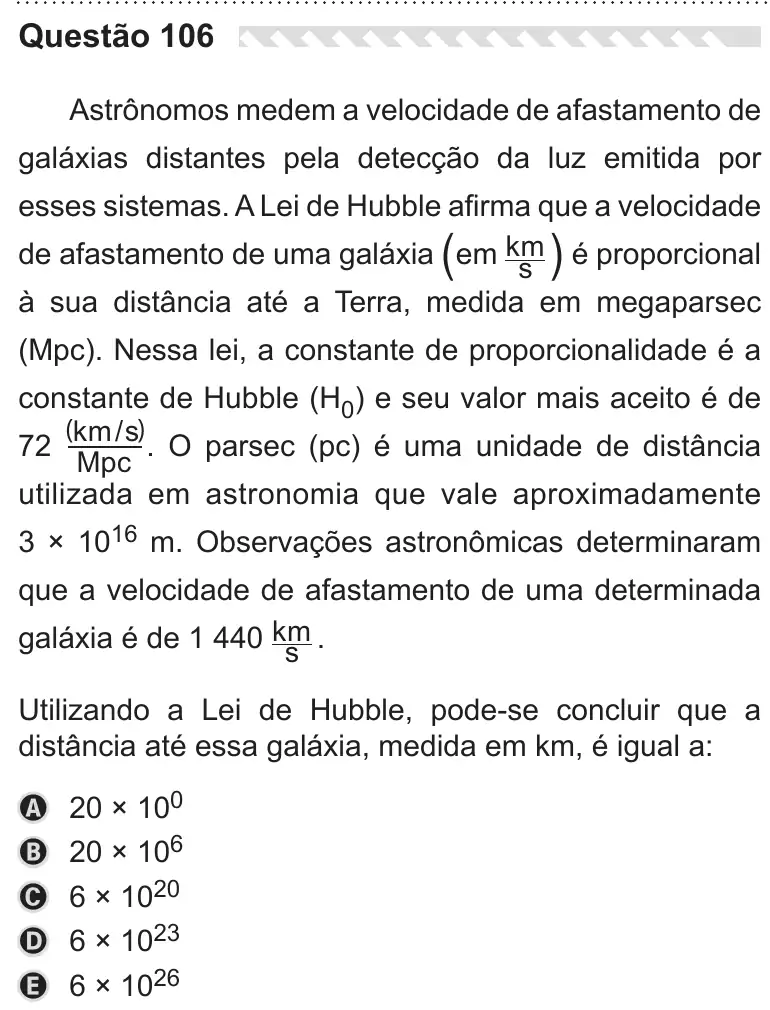 Questão 106
Astrônomos medem a velocidade de afastamento de
galáxias distantes pela detecção da luz emitida por
esses sistemas. A Lei de Hubble afirma que a velocidade
de afastamento de uma galáxia (em km/s) é proporcional
à sua distância até a Terra, medida em megaparsec
(Mpc). Nessa lei, a constante de proporcionalidade é a
constante de Hubble (H₀) e seu valor mais aceito é de
72 (km/s)/Mpc. O parsec (pc) é uma unidade de distância
utilizada em astronomia que vale aproximadamente
3 × 10¹⁶ m. Observações astronômicas determinaram
que a velocidade de afastamento de uma determinada
galáxia é de 1 440 km/s.
Utilizando a Lei de Hubble, pode-se concluir que a
distância até essa galáxia, medida em km, é igual a:
A 20 × 10⁰
B 20 × 10⁶
C 6 × 10²⁰
D 6 × 10²³
E 6 × 10²⁶